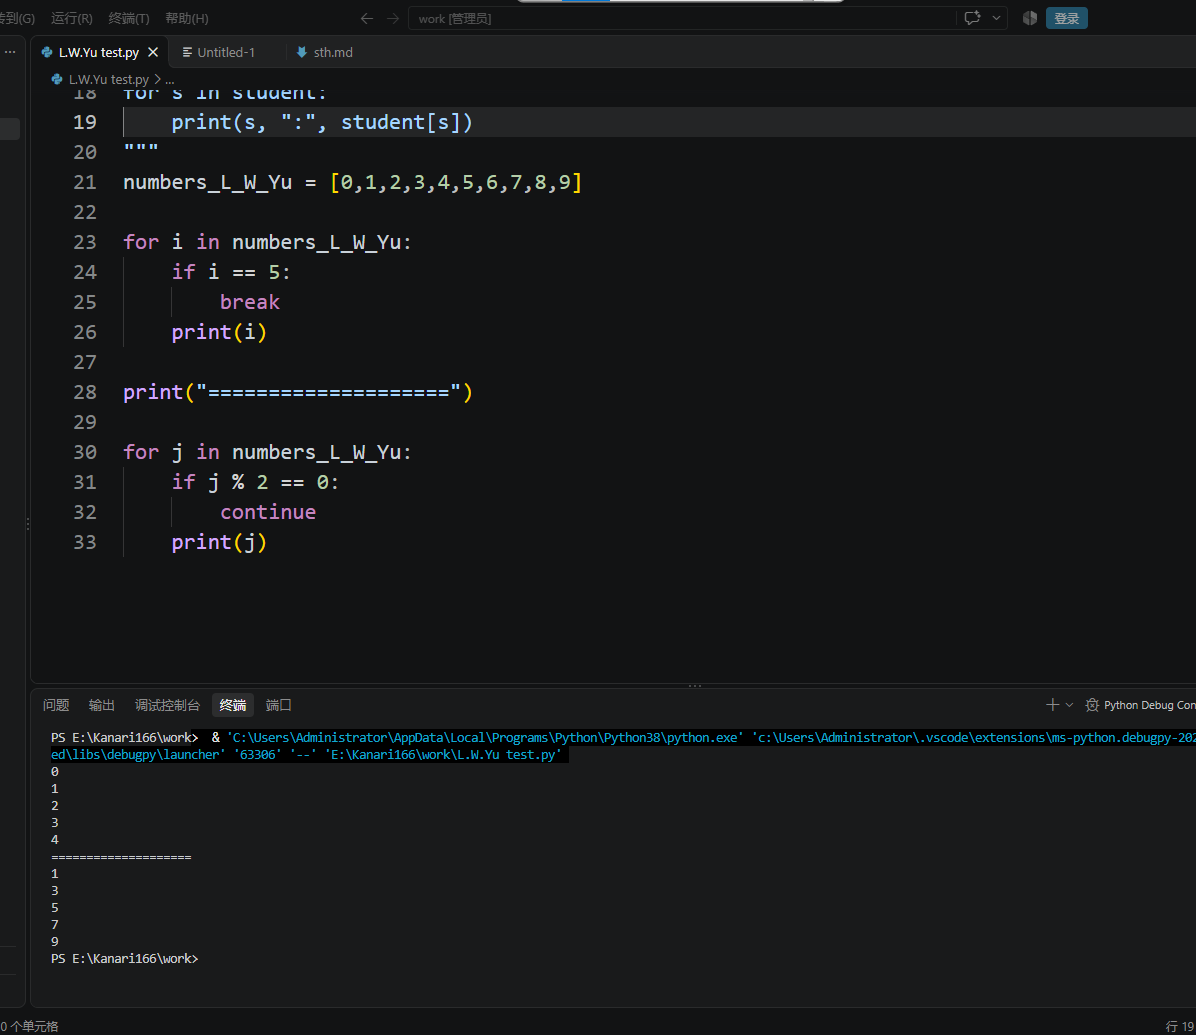 转到(G) 运行(R) 终端(T) 帮助(H) work [管理员] 登录
L.W.Yu test.py Untitled-1 sth.md
L.W.Yu test.py > ...
18 for s in student:
19     print(s, ":", student[s])
20 """
21 numbers_L_W_Yu = [0,1,2,3,4,5,6,7,8,9]
22
23 for i in numbers_L_W_Yu:
24     if i == 5:
25         break
26     print(i)
27
28 print("====================")
29
30 for j in numbers_L_W_Yu:
31     if j % 2 == 0:
32         continue
33     print(j)
问题 输出 调试控制台 终端 端口 Python Debug Con
PS E:\Kanari166\work>  & 'C:\Users\Administrator\AppData\Local\Programs\Python\Python38\python.exe' 'c:\Users\Administrator\.vscode\extensions\ms-python.debugpy-202
ed\libs\debugpy\launcher' '63306' '--' 'E:\Kanari166\work\L.W.Yu test.py'
0
1
2
3
4
====================
1
3
5
7
9
PS E:\Kanari166\work>
0 个单元格 行 19